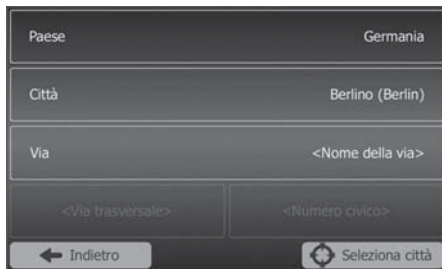 Paese Germania
Città Berlino (Berlin)
Via <Nome della via>
<Via trasversale> <Numero civico>
Indietro Seleziona città